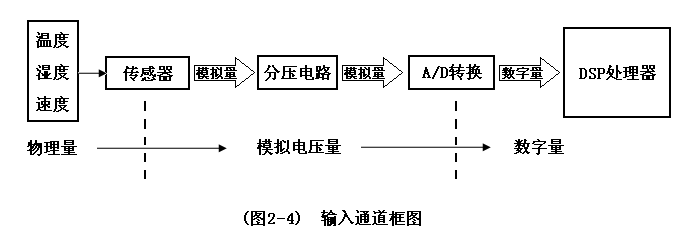 温度
湿度
速度
传感器
模拟量
分压电路
模拟量
A/D转换
数字量
DSP处理器
物理量
模拟电压量
数字量
(图2-4) 输入通道框图